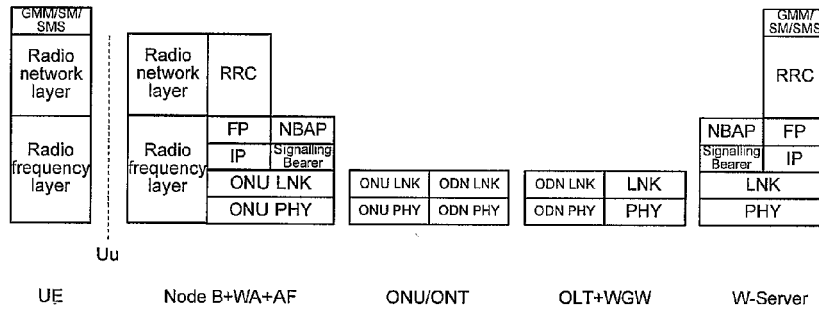 GMM/SM/
SMS
Radio
network
layer
Radio
frequency
layer
Uu
UE
Radio
network
layer
RRC
Radio
frequency
layer
FP
NBAP
IP
Signalling
Bearer
ONU LNK
ONU PHY
Node B+WA+AF
ONU LNK
ODN LNK
ONU PHY
ODN PHY
ONU/ONT
ODN LNK
LNK
ODN PHY
PHY
OLT+WGW
GMM/
SM/SMS
RRC
NBAP
FP
Signalling
Bearer
IP
LNK
PHY
W-Server